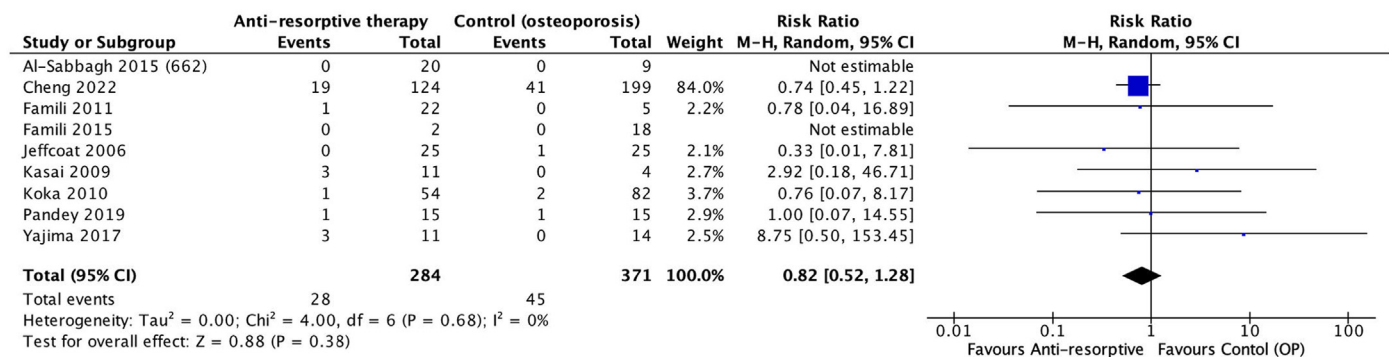 Anti-resorptive therapy Control (osteoporosis) Risk Ratio Risk Ratio
Study or Subgroup Events Total Events Total Weight M-H, Random, 95% CI M-H, Random, 95% CI
Al-Sabbagh 2015 (662) 0 20 0 9 Not estimable
Cheng 2022 19 124 41 199 84.0% 0.74 [0.45, 1.22]
Famili 2011 1 22 0 5 2.2% 0.78 [0.04, 16.89]
Famili 2015 0 2 0 18 Not estimable
Jeffcoat 2006 0 25 1 25 2.1% 0.33 [0.01, 7.81]
Kasai 2009 3 11 0 4 2.7% 2.92 [0.18, 46.71]
Koka 2010 1 54 2 82 3.7% 0.76 [0.07, 8.17]
Pandey 2019 1 15 1 15 2.9% 1.00 [0.07, 14.55]
Yajima 2017 3 11 0 14 2.5% 8.75 [0.50, 153.45]
Total (95% CI) 284 371 100.0% 0.82 [0.52, 1.28]
Total events 28 45
Heterogeneity: Tau² = 0.00; Chi² = 4.00, df = 6 (P = 0.68); I² = 0%
Test for overall effect: Z = 0.88 (P = 0.38)
0.01 0.1 1 10 100
Favours Anti-resorptive Favours Contol (OP)